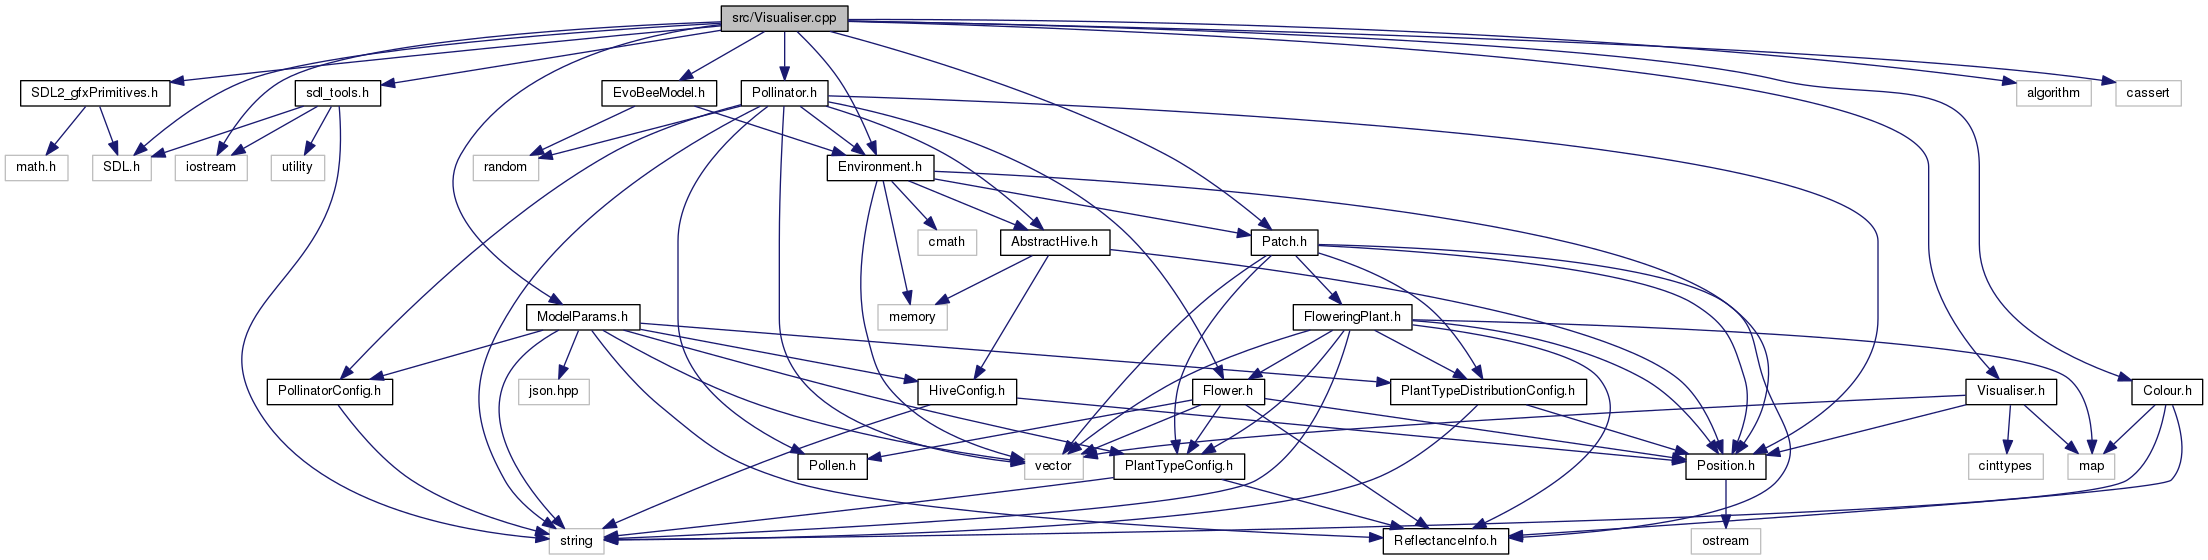 src/Visualiser.cpp
SDL2_gfxPrimitives.h
sdl_tools.h
EvoBeeModel.h
Pollinator.h
algorithm
cassert
math.h
SDL.h
iostream
utility
random
Environment.h
cmath
AbstractHive.h
Patch.h
ModelParams.h
memory
FloweringPlant.h
PollinatorConfig.h
json.hpp
HiveConfig.h
Flower.h
PlantTypeDistributionConfig.h
Visualiser.h
Colour.h
Pollen.h
vector
PlantTypeConfig.h
Position.h
cinttypes
map
string
ReflectanceInfo.h
ostream